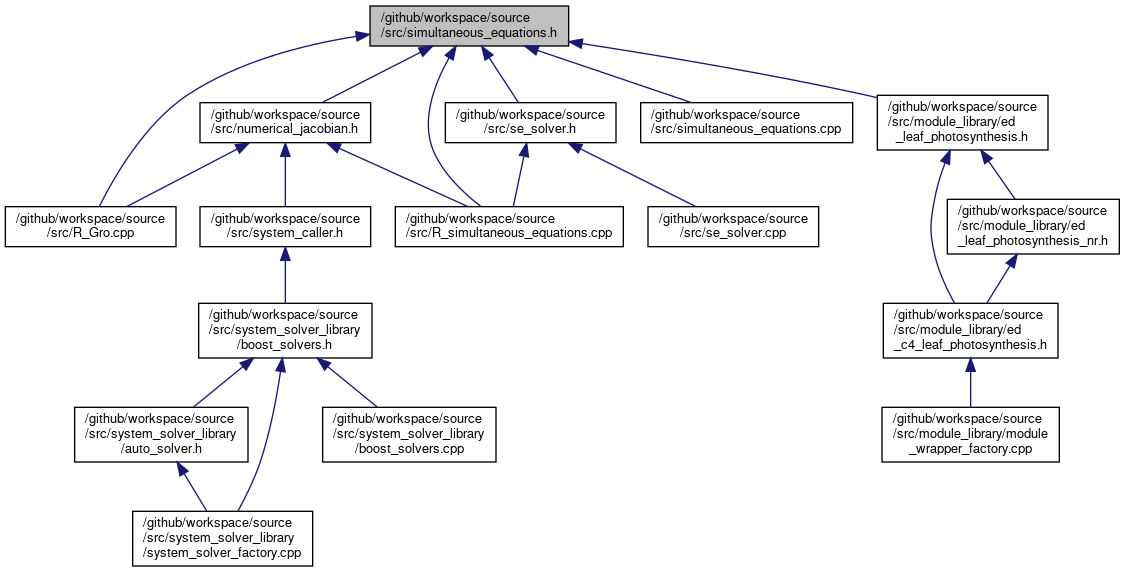 /github/workspace/source
/src/simultaneous_equations.h
/github/workspace/source
/src/numerical_jacobian.h
/github/workspace/source
/src/se_solver.h
/github/workspace/source
/src/simultaneous_equations.cpp
/github/workspace/source
/src/module_library/ed
_leaf_photosynthesis.h
/github/workspace/source
/src/R_Gro.cpp
/github/workspace/source
/src/system_caller.h
/github/workspace/source
/src/R_simultaneous_equations.cpp
/github/workspace/source
/src/se_solver.cpp
/github/workspace/source
/src/module_library/ed
_leaf_photosynthesis_nr.h
/github/workspace/source
/src/system_solver_library
/boost_solvers.h
/github/workspace/source
/src/module_library/ed
_c4_leaf_photosynthesis.h
/github/workspace/source
/src/system_solver_library
/auto_solver.h
/github/workspace/source
/src/system_solver_library
/boost_solvers.cpp
/github/workspace/source
/src/module_library/module
_wrapper_factory.cpp
/github/workspace/source
/src/system_solver_library
/system_solver_factory.cpp